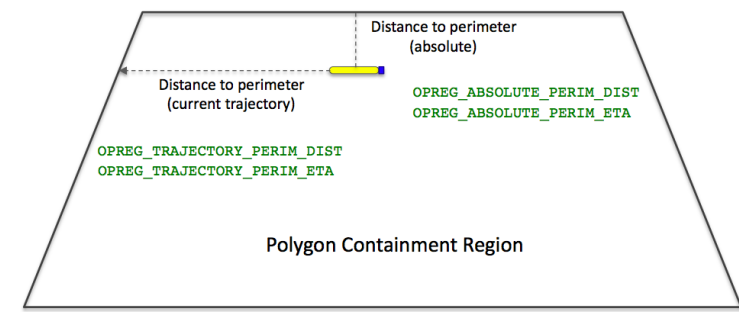 Distance to perimeter
(absolute)
Distance to perimeter
(current trajectory)
OPREG_ABSOLUTE_PERIM_DIST
OPREG_ABSOLUTE_PERIM_ETA
OPREG_TRAJECTORY_PERIM_DIST
OPREG_TRAJECTORY_PERIM_ETA
Polygon Containment Region